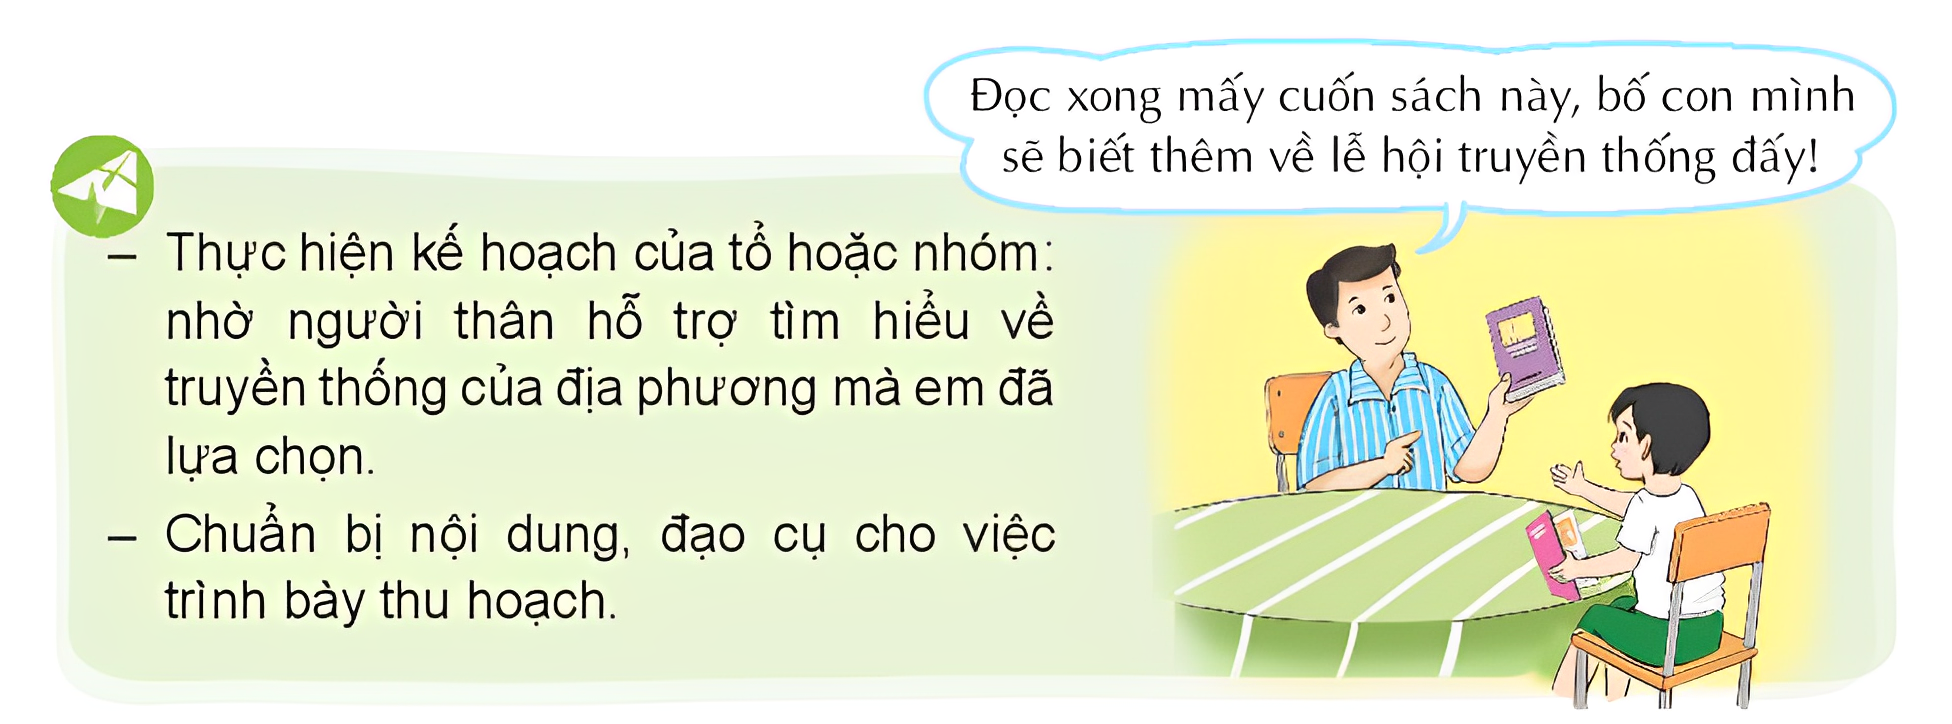 Đọc xong mấy cuốn sách này, bố con mình
sẽ biết thêm về lễ hội truyền thống đấy!
– Thực hiện kế hoạch của tổ hoặc nhóm:
nhờ người thân hỗ trợ tìm hiểu về
truyền thống của địa phương mà em đã
lựa chọn.
– Chuẩn bị nội dung, đạo cụ cho việc
trình bày thu hoạch.